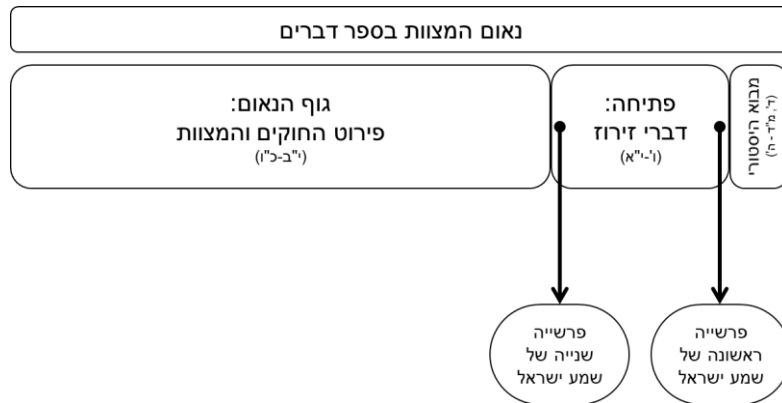 נאום המצוות בספר דברים
מבוא היסטורי
(ד', מ"ד- ה')
פתיחה:
דברי זירוז
(ו'-י"א)
גוף הנאום:
פירוט החוקים והמצוות
(י"ב-כ"ו)
פרשייה
ראשונה של
שמע ישראל
פרשייה
שנייה של
שמע ישראל